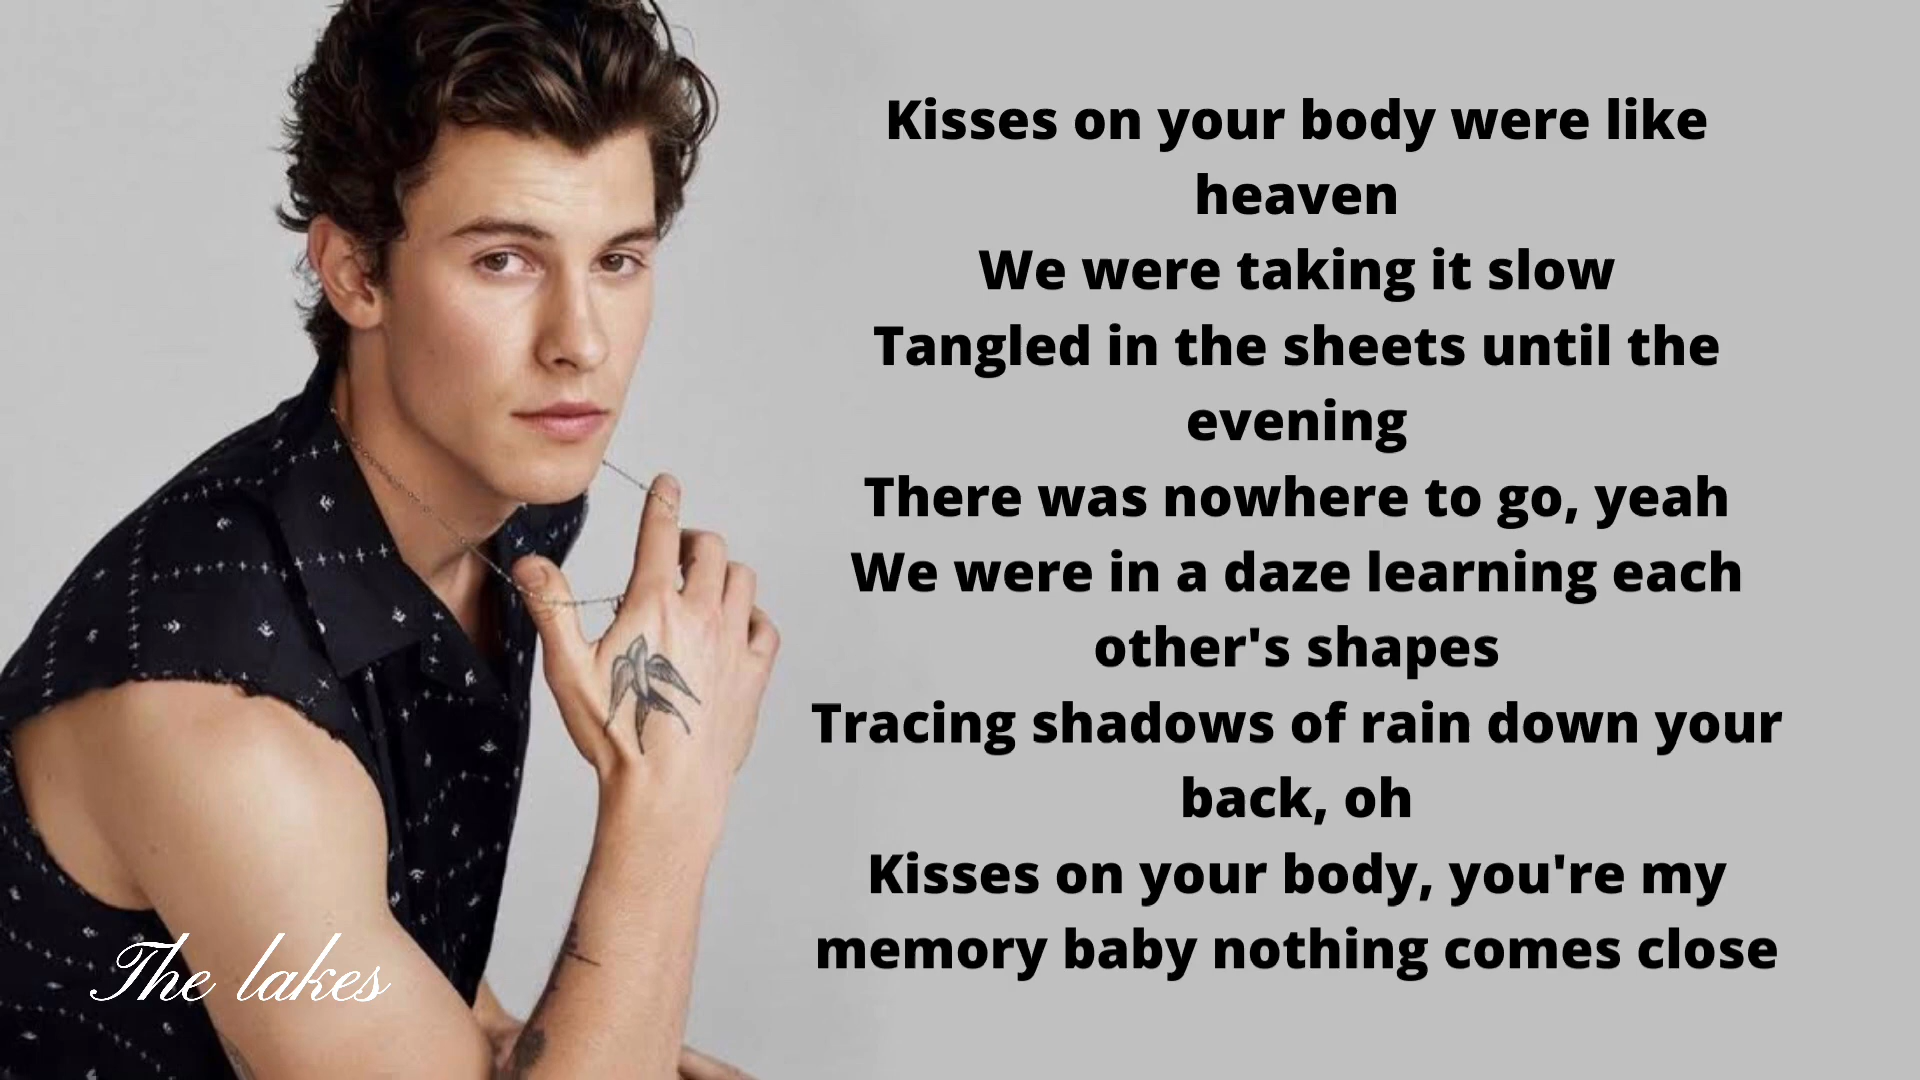 Kisses on your body were like
heaven
We were taking it slow
Tangled in the sheets until the
evening
There was nowhere to go, yeah
We were in a daze learning each
other's shapes
Tracing shadows of rain down your
back, oh
Kisses on your body, you're my
memory baby nothing comes close
The lakes